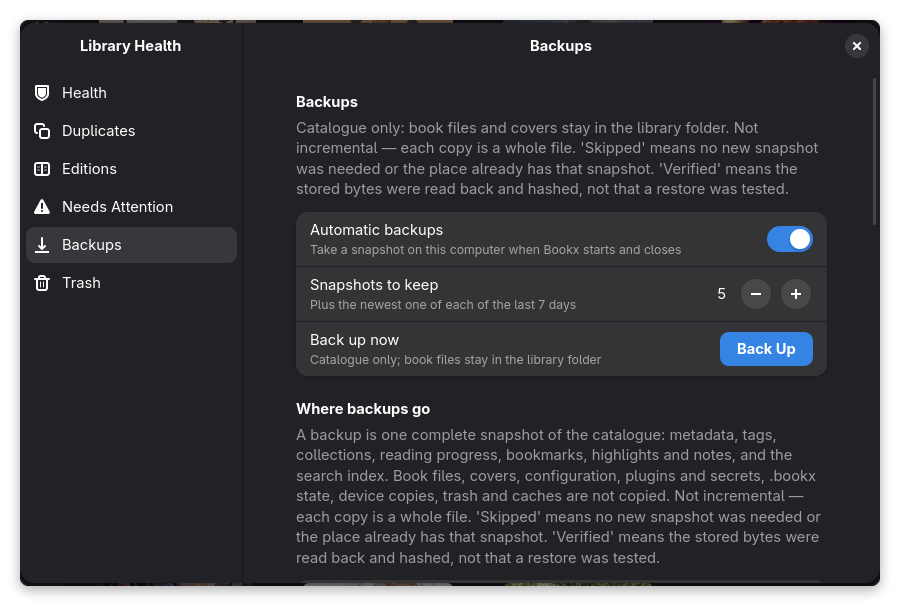 Library Health
Health
Duplicates
Editions
Needs Attention
Backups
Trash
Backups
Backups
Catalogue only: book files and covers stay in the library folder. Not
incremental — each copy is a whole file. 'Skipped' means no new snapshot
was needed or the place already has that snapshot. 'Verified' means the
stored bytes were read back and hashed, not that a restore was tested.
Automatic backups
Take a snapshot on this computer when Bookx starts and closes
Snapshots to keep
Plus the newest one of each of the last 7 days
5
Back up now
Catalogue only; book files stay in the library folder
Back Up
Where backups go
A backup is one complete snapshot of the catalogue: metadata, tags,
collections, reading progress, bookmarks, highlights and notes, and the
search index. Book files, covers, configuration, plugins and secrets, .bookx
state, device copies, trash and caches are not copied. Not incremental —
each copy is a whole file. 'Skipped' means no new snapshot was needed or
the place already has that snapshot. 'Verified' means the stored bytes were
read back and hashed, not that a restore was tested.